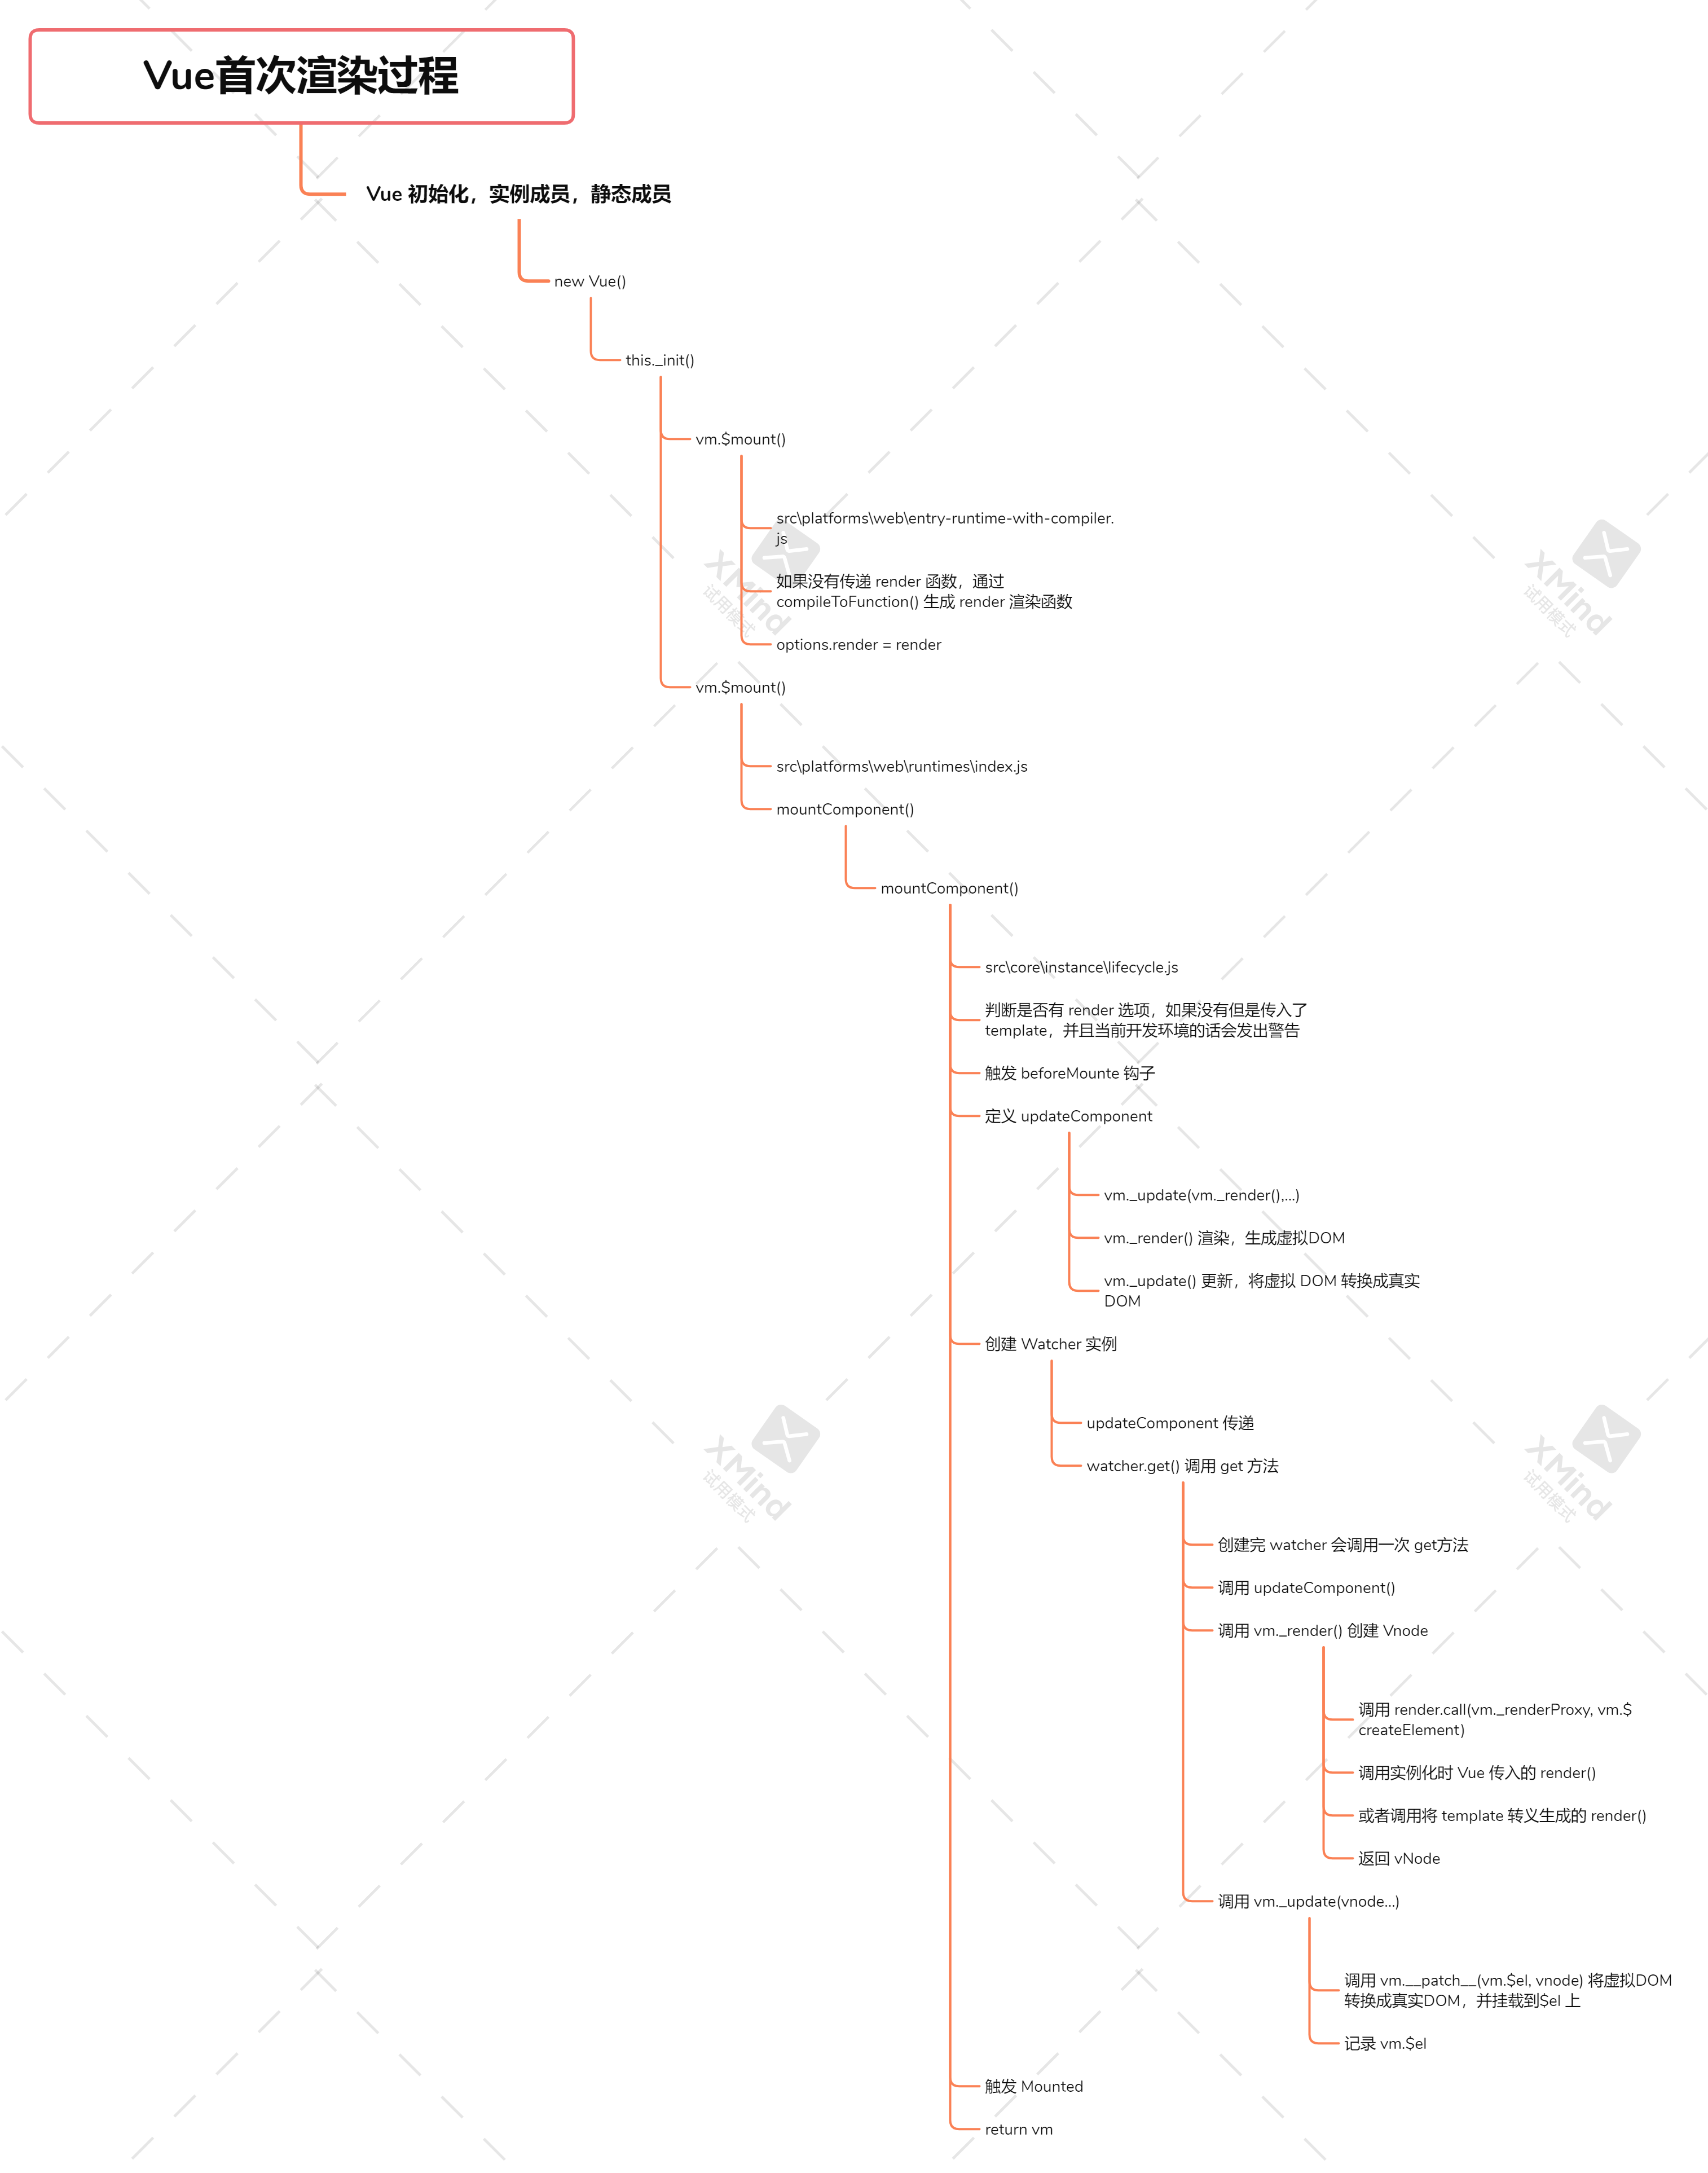 Vue首次渲染过程
Vue 初始化，实例成员，静态成员
new Vue()
this._init()
vm.$mount()
src\platforms\web\entry-runtime-with-compiler.
js
如果没有传递 render 函数，通过
compileToFunction() 生成 render 渲染函数
options.render = render
vm.$mount()
src\platforms\web\runtimes\index.js
mountComponent()
mountComponent()
src\core\instance\lifecycle.js
判断是否有 render 选项，如果没有但是传入了
template，并且当前开发环境的话会发出警告
触发 beforeMounte 钩子
定义 updateComponent
vm._update(vm._render(),...)
vm._render() 渲染，生成虚拟DOM
vm._update() 更新，将虚拟 DOM 转换成真实
DOM
创建 Watcher 实例
updateComponent 传递
watcher.get() 调用 get 方法
创建完 watcher 会调用一次 get方法
调用 updateComponent()
调用 vm._render() 创建 Vnode
调用 render.call(vm._renderProxy, vm.$
createElement)
调用实例化时 Vue 传入的 render()
或者调用将 template 转义生成的 render()
返回 vNode
调用 vm._update(vnode...)
调用 vm.__patch__(vm.$el, vnode) 将虚拟DOM
转换成真实DOM，并挂载到$el 上
记录 vm.$el
触发 Mounted
return vm
XMind
试用模式
XMind
试用模式
XMind
试用模式
XMind
试用模式